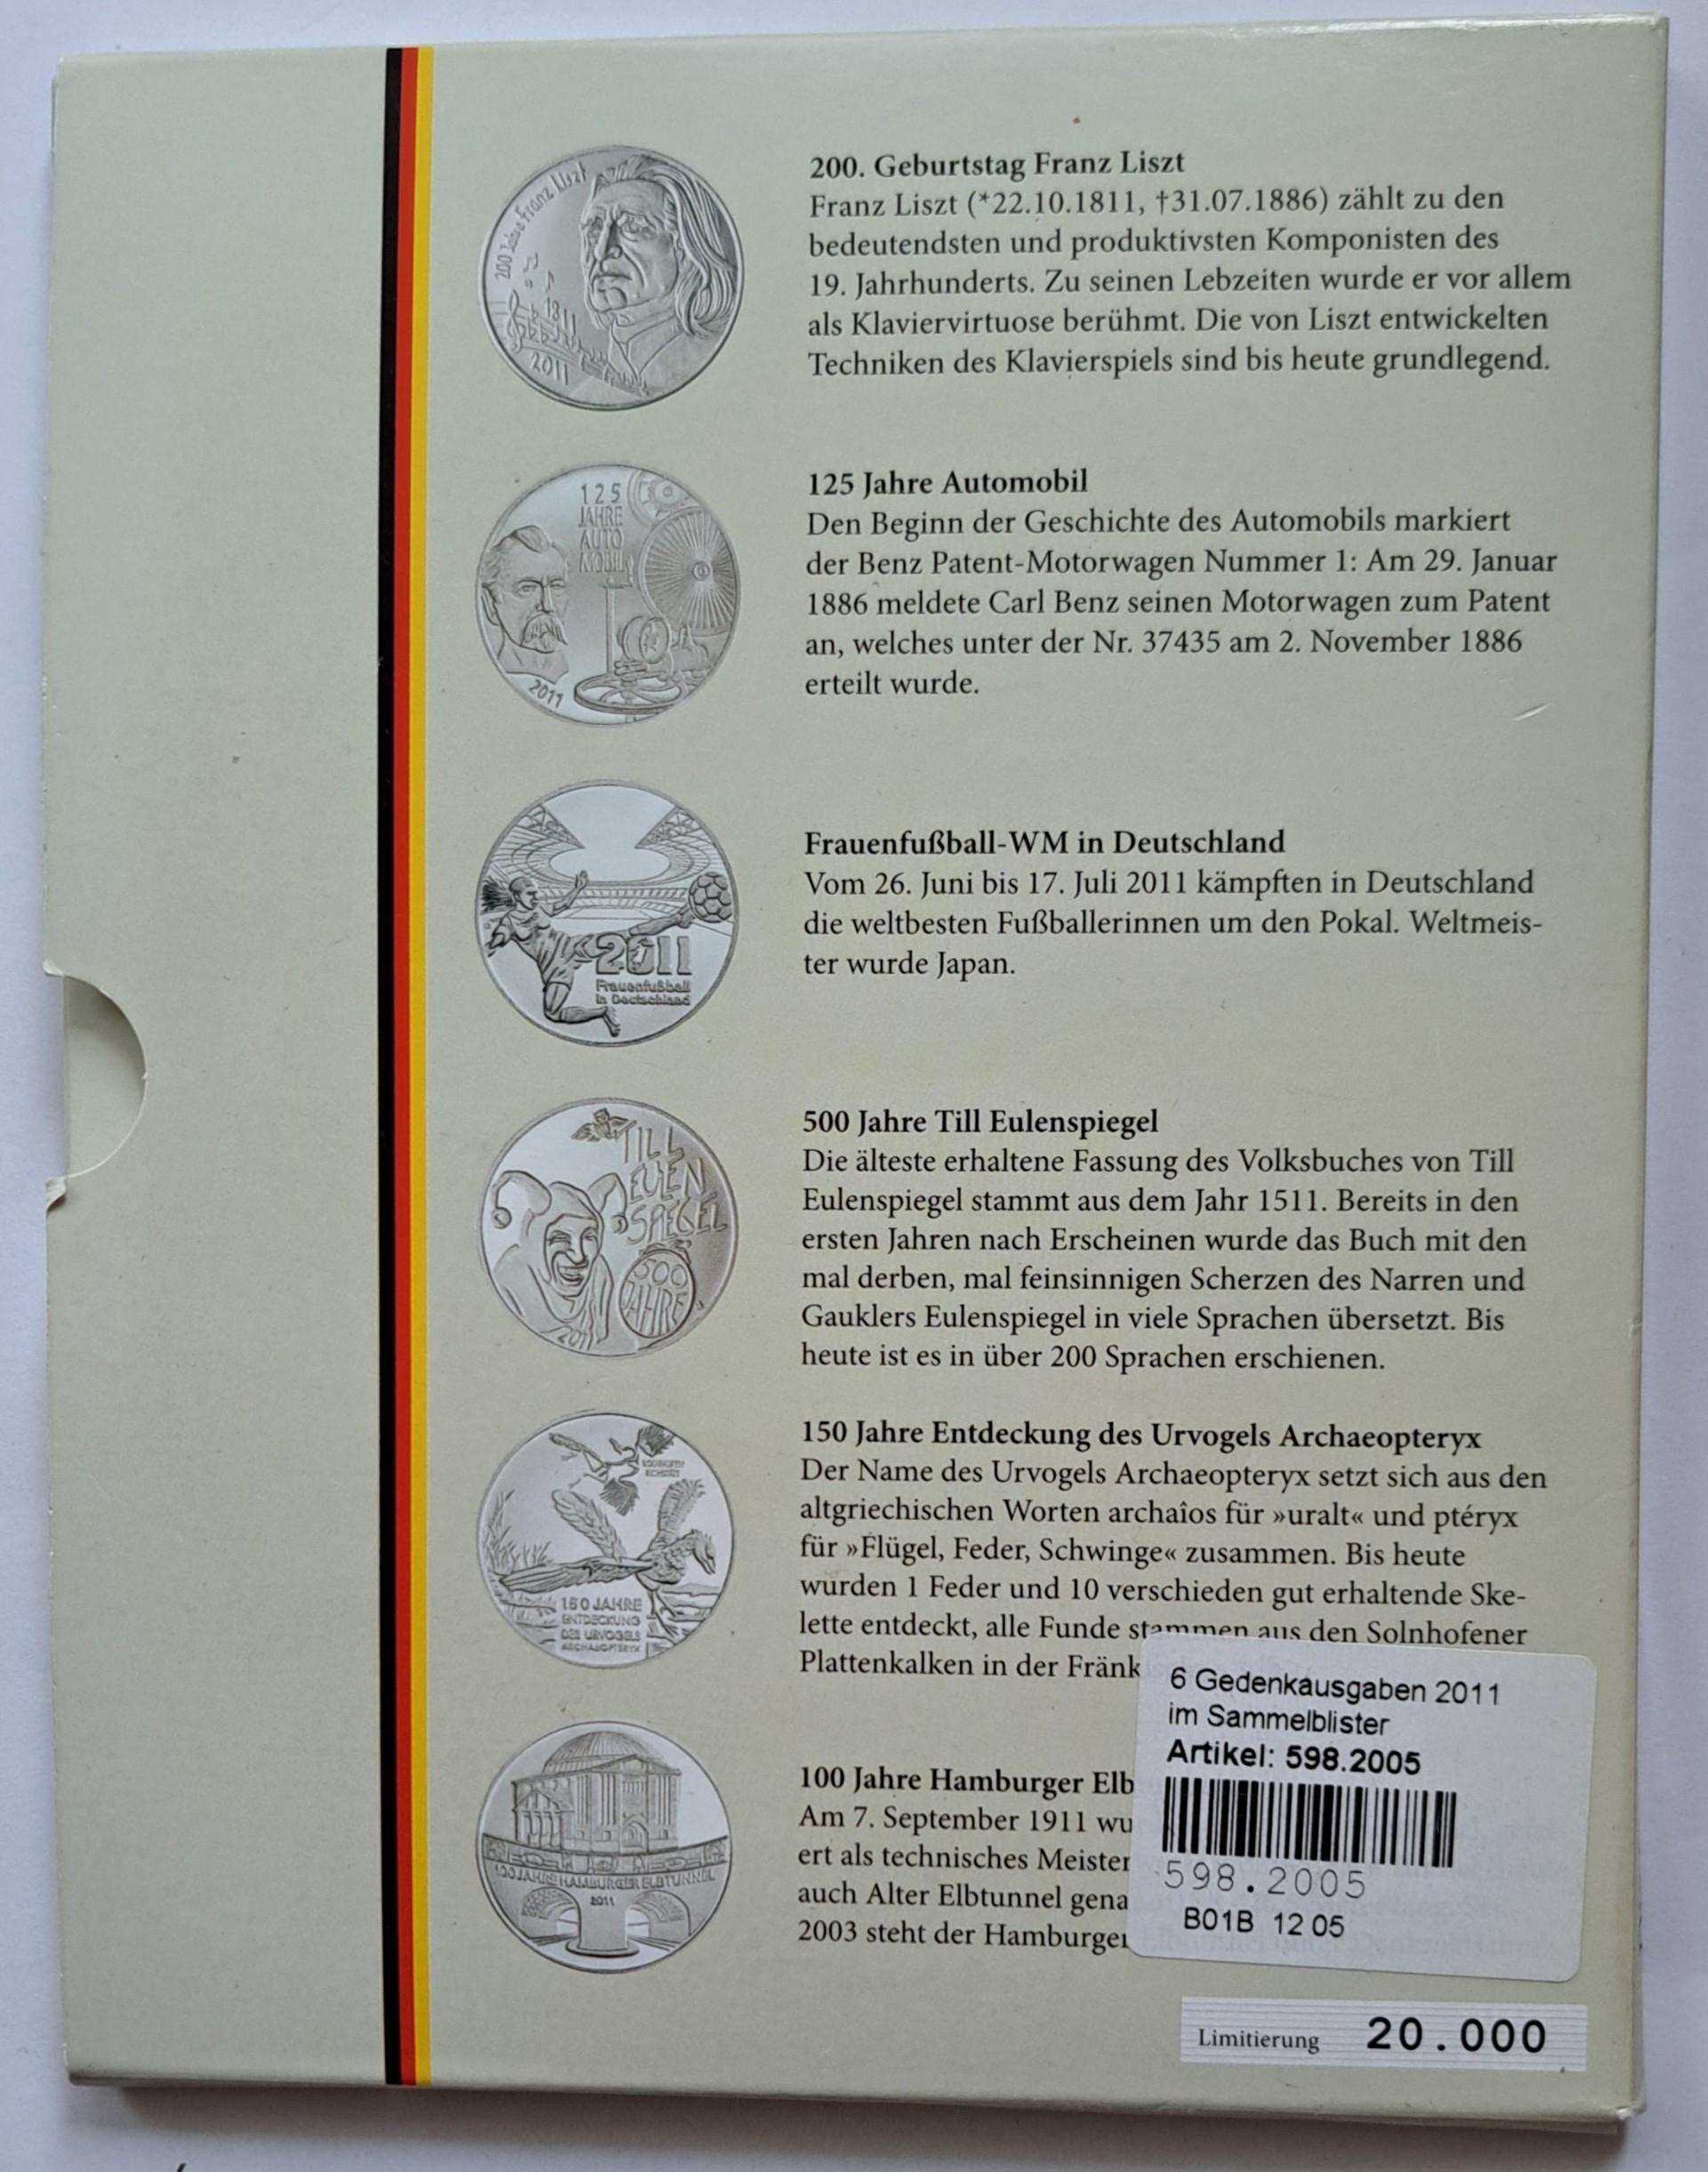 200 Jahre Franz Liszt
1811
2011
200. Geburtstag Franz Liszt
Franz Liszt (*22.10.1811, †31.07.1886) zählt zu den
bedeutendsten und produktivsten Komponisten des
19. Jahrhunderts. Zu seinen Lebzeiten wurde er vor allem
als Klaviervirtuose berühmt. Die von Liszt entwickelten
Techniken des Klavierspiels sind bis heute grundlegend.
125
JAHRE
AUTO
MOBIL
2011
125 Jahre Automobil
Den Beginn der Geschichte des Automobils markiert
der Benz Patent-Motorwagen Nummer 1: Am 29. Januar
1886 meldete Carl Benz seinen Motorwagen zum Patent
an, welches unter der Nr. 37435 am 2. November 1886
erteilt wurde.
2011
Frauenfußball
in Deutschland
Frauenfußball-WM in Deutschland
Vom 26. Juni bis 17. Juli 2011 kämpften in Deutschland
die weltbesten Fußballerinnen um den Pokal. Weltmeis-
ter wurde Japan.
TILL
EULEN
SPIEGEL
500
JAHRE
2011
500 Jahre Till Eulenspiegel
Die älteste erhaltene Fassung des Volksbuches von Till
Eulenspiegel stammt aus dem Jahr 1511. Bereits in den
ersten Jahren nach Erscheinen wurde das Buch mit den
mal derben, mal feinsinnigen Scherzen des Narren und
Gauklers Eulenspiegel in viele Sprachen übersetzt. Bis
heute ist es in über 200 Sprachen erschienen.
150 JAHRE
ENTDECKUNG
DES URVOGELS
ARCHAEOPTERYX
150 Jahre Entdeckung des Urvogels Archaeopteryx
Der Name des Urvogels Archaeopteryx setzt sich aus den
altgriechischen Worten archaîos für »uralt« und ptéryx
für »Flügel, Feder, Schwinge« zusammen. Bis heute
wurden 1 Feder und 10 verschieden gut erhaltende Ske-
lette entdeckt, alle Funde stammen aus den Solnhofener
Plattenkalken in der Fränk
100 JAHRE HAMBURGER ELBTUNNEL
2011
100 Jahre Hamburger Elb
Am 7. September 1911 wu
ert als technisches Meister
auch Alter Elbtunnel gena
2003 steht der Hamburger
6 Gedenkausgaben 2011
im Sammelblister
Artikel: 598.2005
598.2005
B01B 12 05
Limitierung 20.000